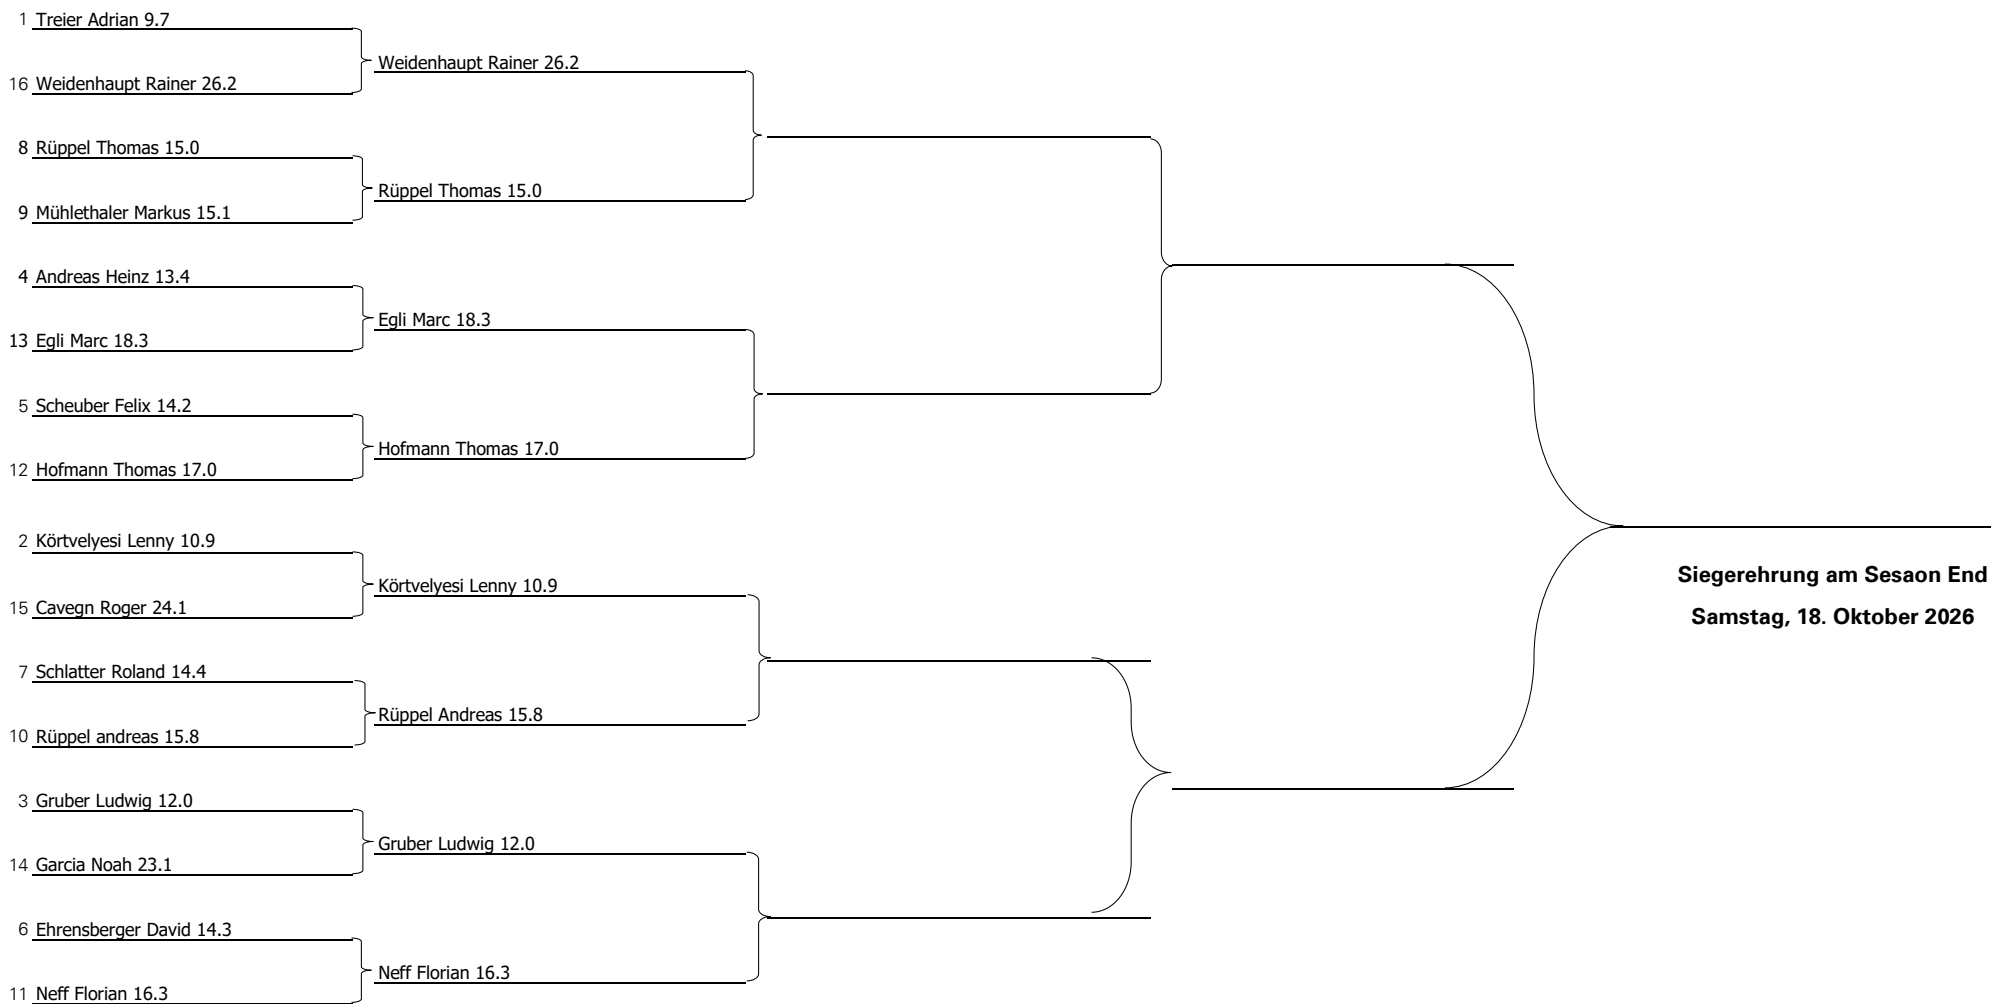 1 Treier Adrian 9.7
Weidenhaupt Rainer 26.2
16 Weidenhaupt Rainer 26.2
8 Rüppel Thomas 15.0
Rüppel Thomas 15.0
9 Mühlethaler Markus 15.1
4 Andreas Heinz 13.4
Egli Marc 18.3
13 Egli Marc 18.3
5 Scheuber Felix 14.2
Hofmann Thomas 17.0
12 Hofmann Thomas 17.0
2 Körtvelyesi Lenny 10.9
Körtvelyesi Lenny 10.9
15 Cavegn Roger 24.1
7 Schlatter Roland 14.4
Rüppel Andreas 15.8
10 Rüppel andreas 15.8
3 Gruber Ludwig 12.0
Gruber Ludwig 12.0
14 Garcia Noah 23.1
6 Ehrensberger David 14.3
Neff Florian 16.3
11 Neff Florian 16.3
Siegerehrung am Sesaon End
Samstag, 18. Oktober 2026